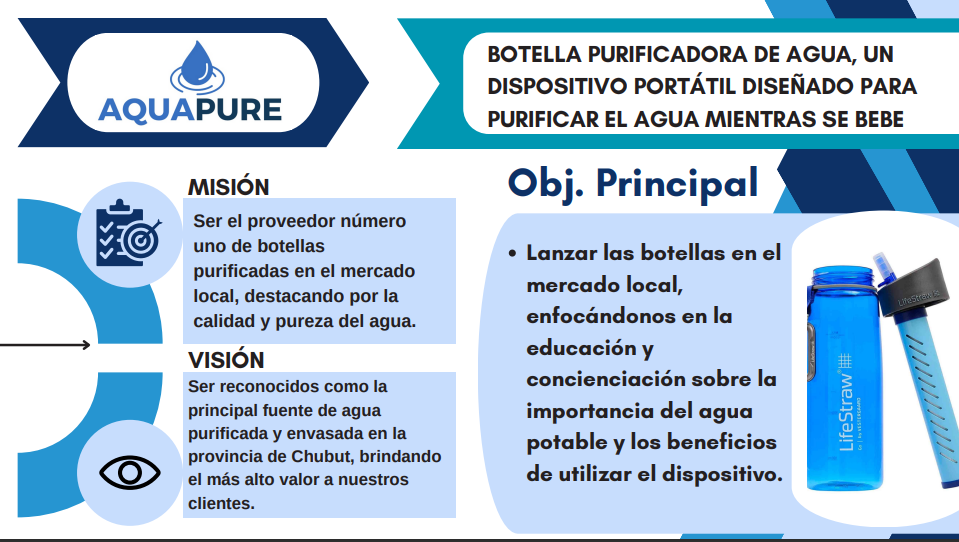 AQUAPURE
BOTELLA PURIFICADORA DE AGUA, UN
DISPOSITIVO PORTÁTIL DISEÑADO PARA
PURIFICAR EL AGUA MIENTRAS SE BEBE
MISIÓN
Ser el proveedor número
uno de botellas
purificadas en el mercado
local, destacando por la
calidad y pureza del agua.
VISIÓN
Ser reconocidos como la
principal fuente de agua
purificada y envasada en la
provincia de Chubut, brindando
el más alto valor a nuestros
clientes.
Obj. Principal
• Lanzar las botellas en el
mercado local,
enfocándonos en la
educación y
concienciación sobre la
importancia del agua
potable y los beneficios
de utilizar el dispositivo.
LifeStraw®
LifeStraw